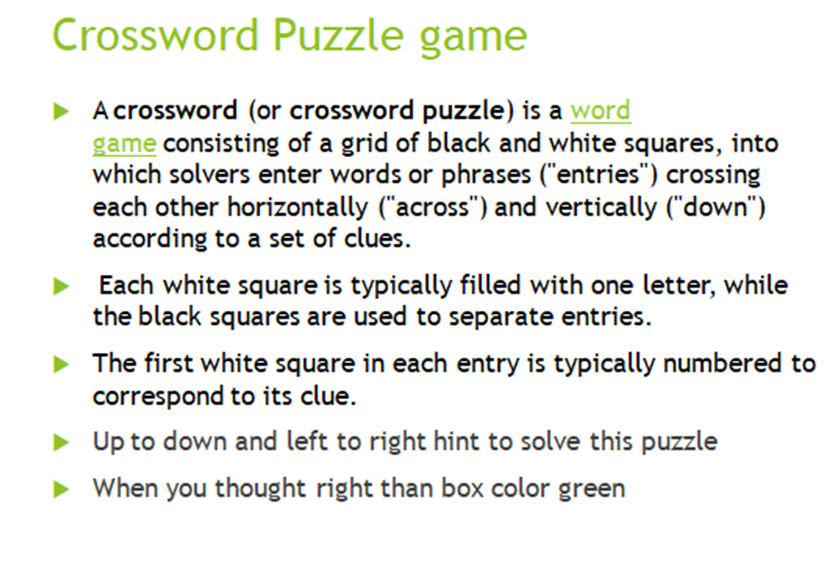 Crossword Puzzle game
A crossword (or crossword puzzle) is a word
game consisting of a grid of black and white squares, into
which solvers enter words or phrases ("entries") crossing
each other horizontally ("across") and vertically ("down")
according to a set of clues.
Each white square is typically filled with one letter, while
the black squares are used to separate entries.
The first white square in each entry is typically numbered to
correspond to its clue.
Up to down and left to right hint to solve this puzzle
When you thought right than box color green